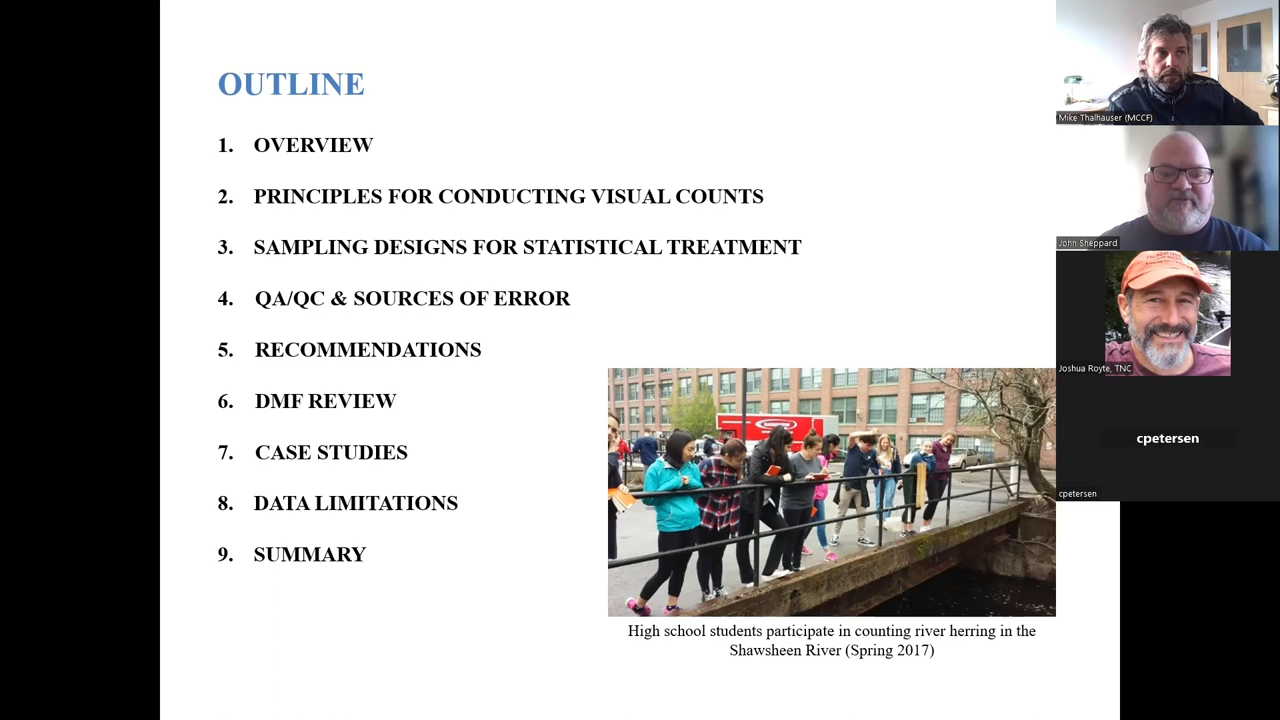 OUTLINE
1. OVERVIEW
2. PRINCIPLES FOR CONDUCTING VISUAL COUNTS
3. SAMPLING DESIGNS FOR STATISTICAL TREATMENT
4. QA/QC & SOURCES OF ERROR
5. RECOMMENDATIONS
6. DMF REVIEW
7. CASE STUDIES
8. DATA LIMITATIONS
9. SUMMARY
High school students participate in counting river herring in the
Shawsheen River (Spring 2017)
Mike Thalhauser (MCCF)
John Sheppard
Joshua Royte, TNC
cpetersen
cpetersen